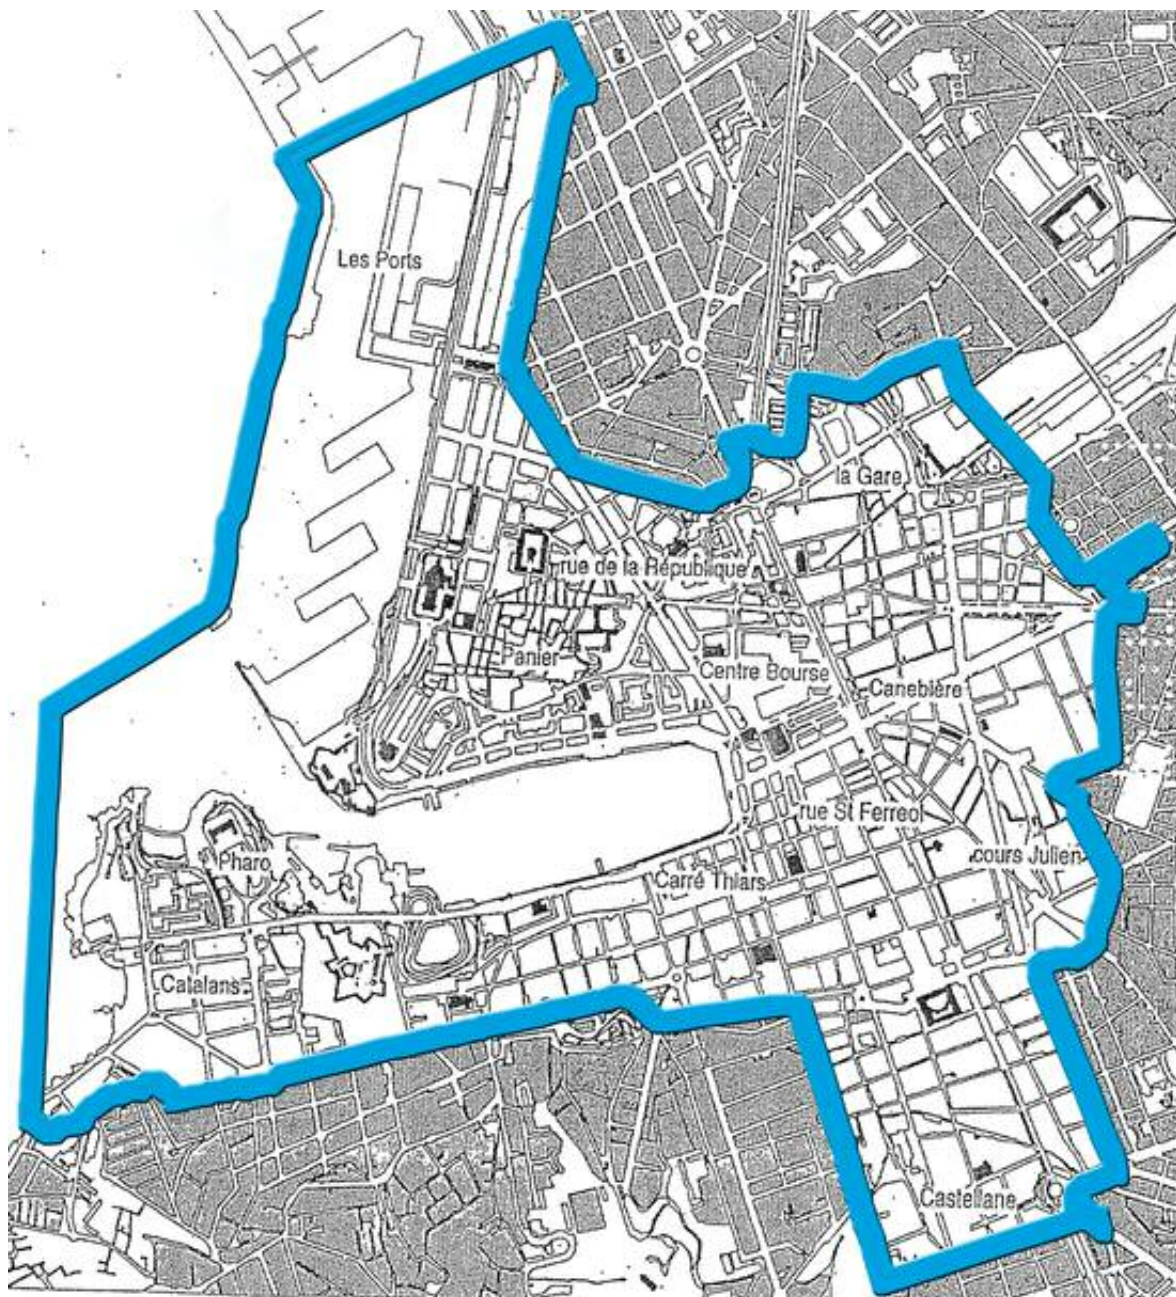 Les Ports
la Gare
rue de la République
Panier
Centre Bourse
Canebière
rue St Ferreol
Pharo
cours Julien
Carré Thiars
Catalans
Castellane